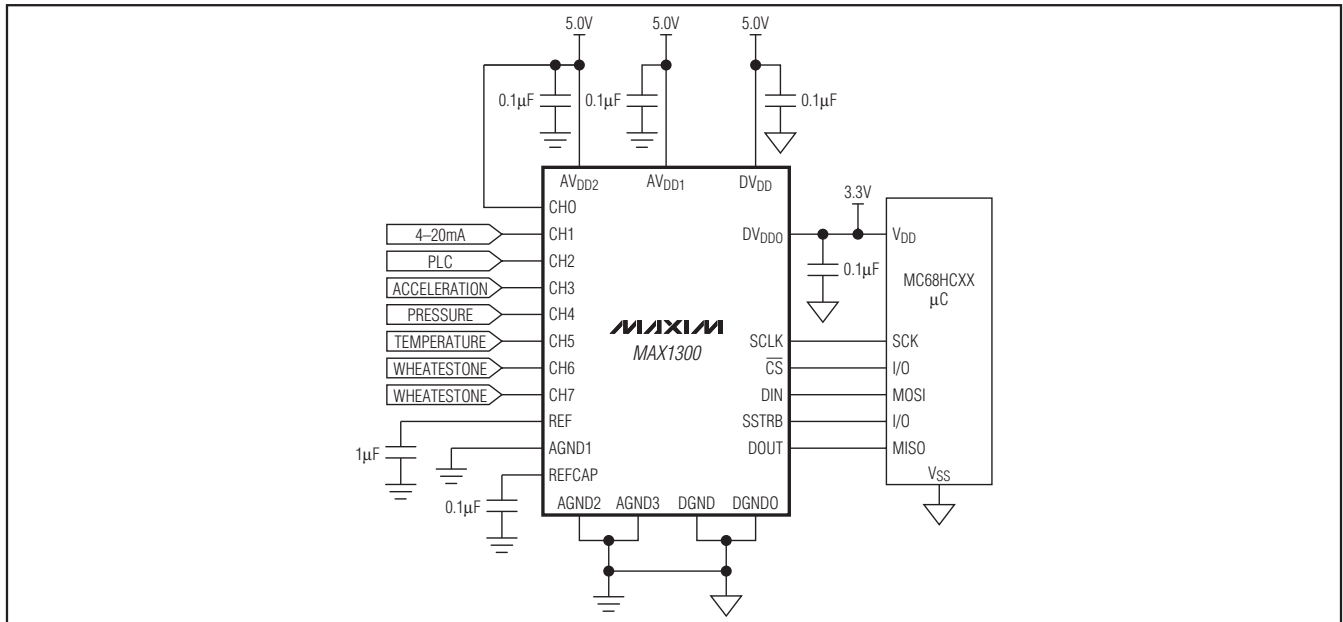 5.0V 5.0V 5.0V
0.1µF 0.1µF 0.1µF
AVDD2 AVDD1 DVDD
3.3V
CH0
4–20mA CH1 DVDDO VDD
PLC CH2
0.1µF
MC68HCXX
µC
ACCELERATION CH3
PRESSURE CH4
MAXIM
MAX1300
TEMPERATURE CH5 SCLK SCK
WHEATESTONE CH6 CS I/O
WHEATESTONE CH7 DIN MOSI
REF SSTRB I/O
1µF
AGND1 DOUT MISO
REFCAP
VSS
0.1µF
AGND2 AGND3 DGND DGNDO